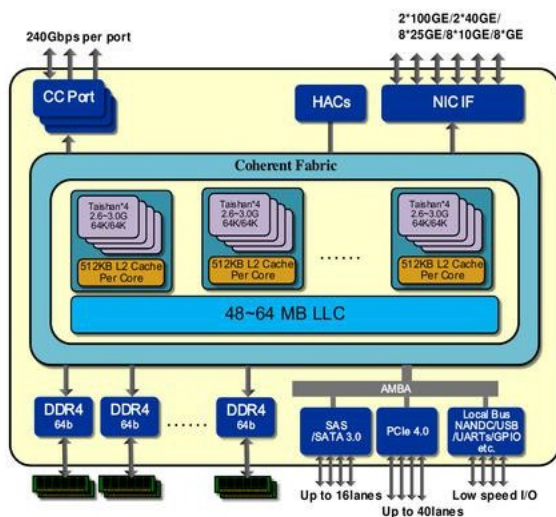 240Gbps per port
2*100GE/2*40GE/
8*25GE/8*10GE/8*GE
CC Port
HACs
NIC IF
Coherent Fabric
Taishan*4
2.6~3.0G
64K/64K
512KB L2 Cache
Per Core
Taishan*4
2.6~3.0G
64K/64K
512KB L2 Cache
Per Core
......
Taishan*4
2.6~3.0G
64K/64K
512KB L2 Cache
Per Core
48~64 MB LLC
AMBA
DDR4
64b
DDR4
64b
......
DDR4
64b
SAS
/SATA 3.0
PCIe 4.0
Local Bus
NANDC/USB
/UARTs/GPIO
etc.
Up to 16lanes
Up to 40lanes
Low speed I/O